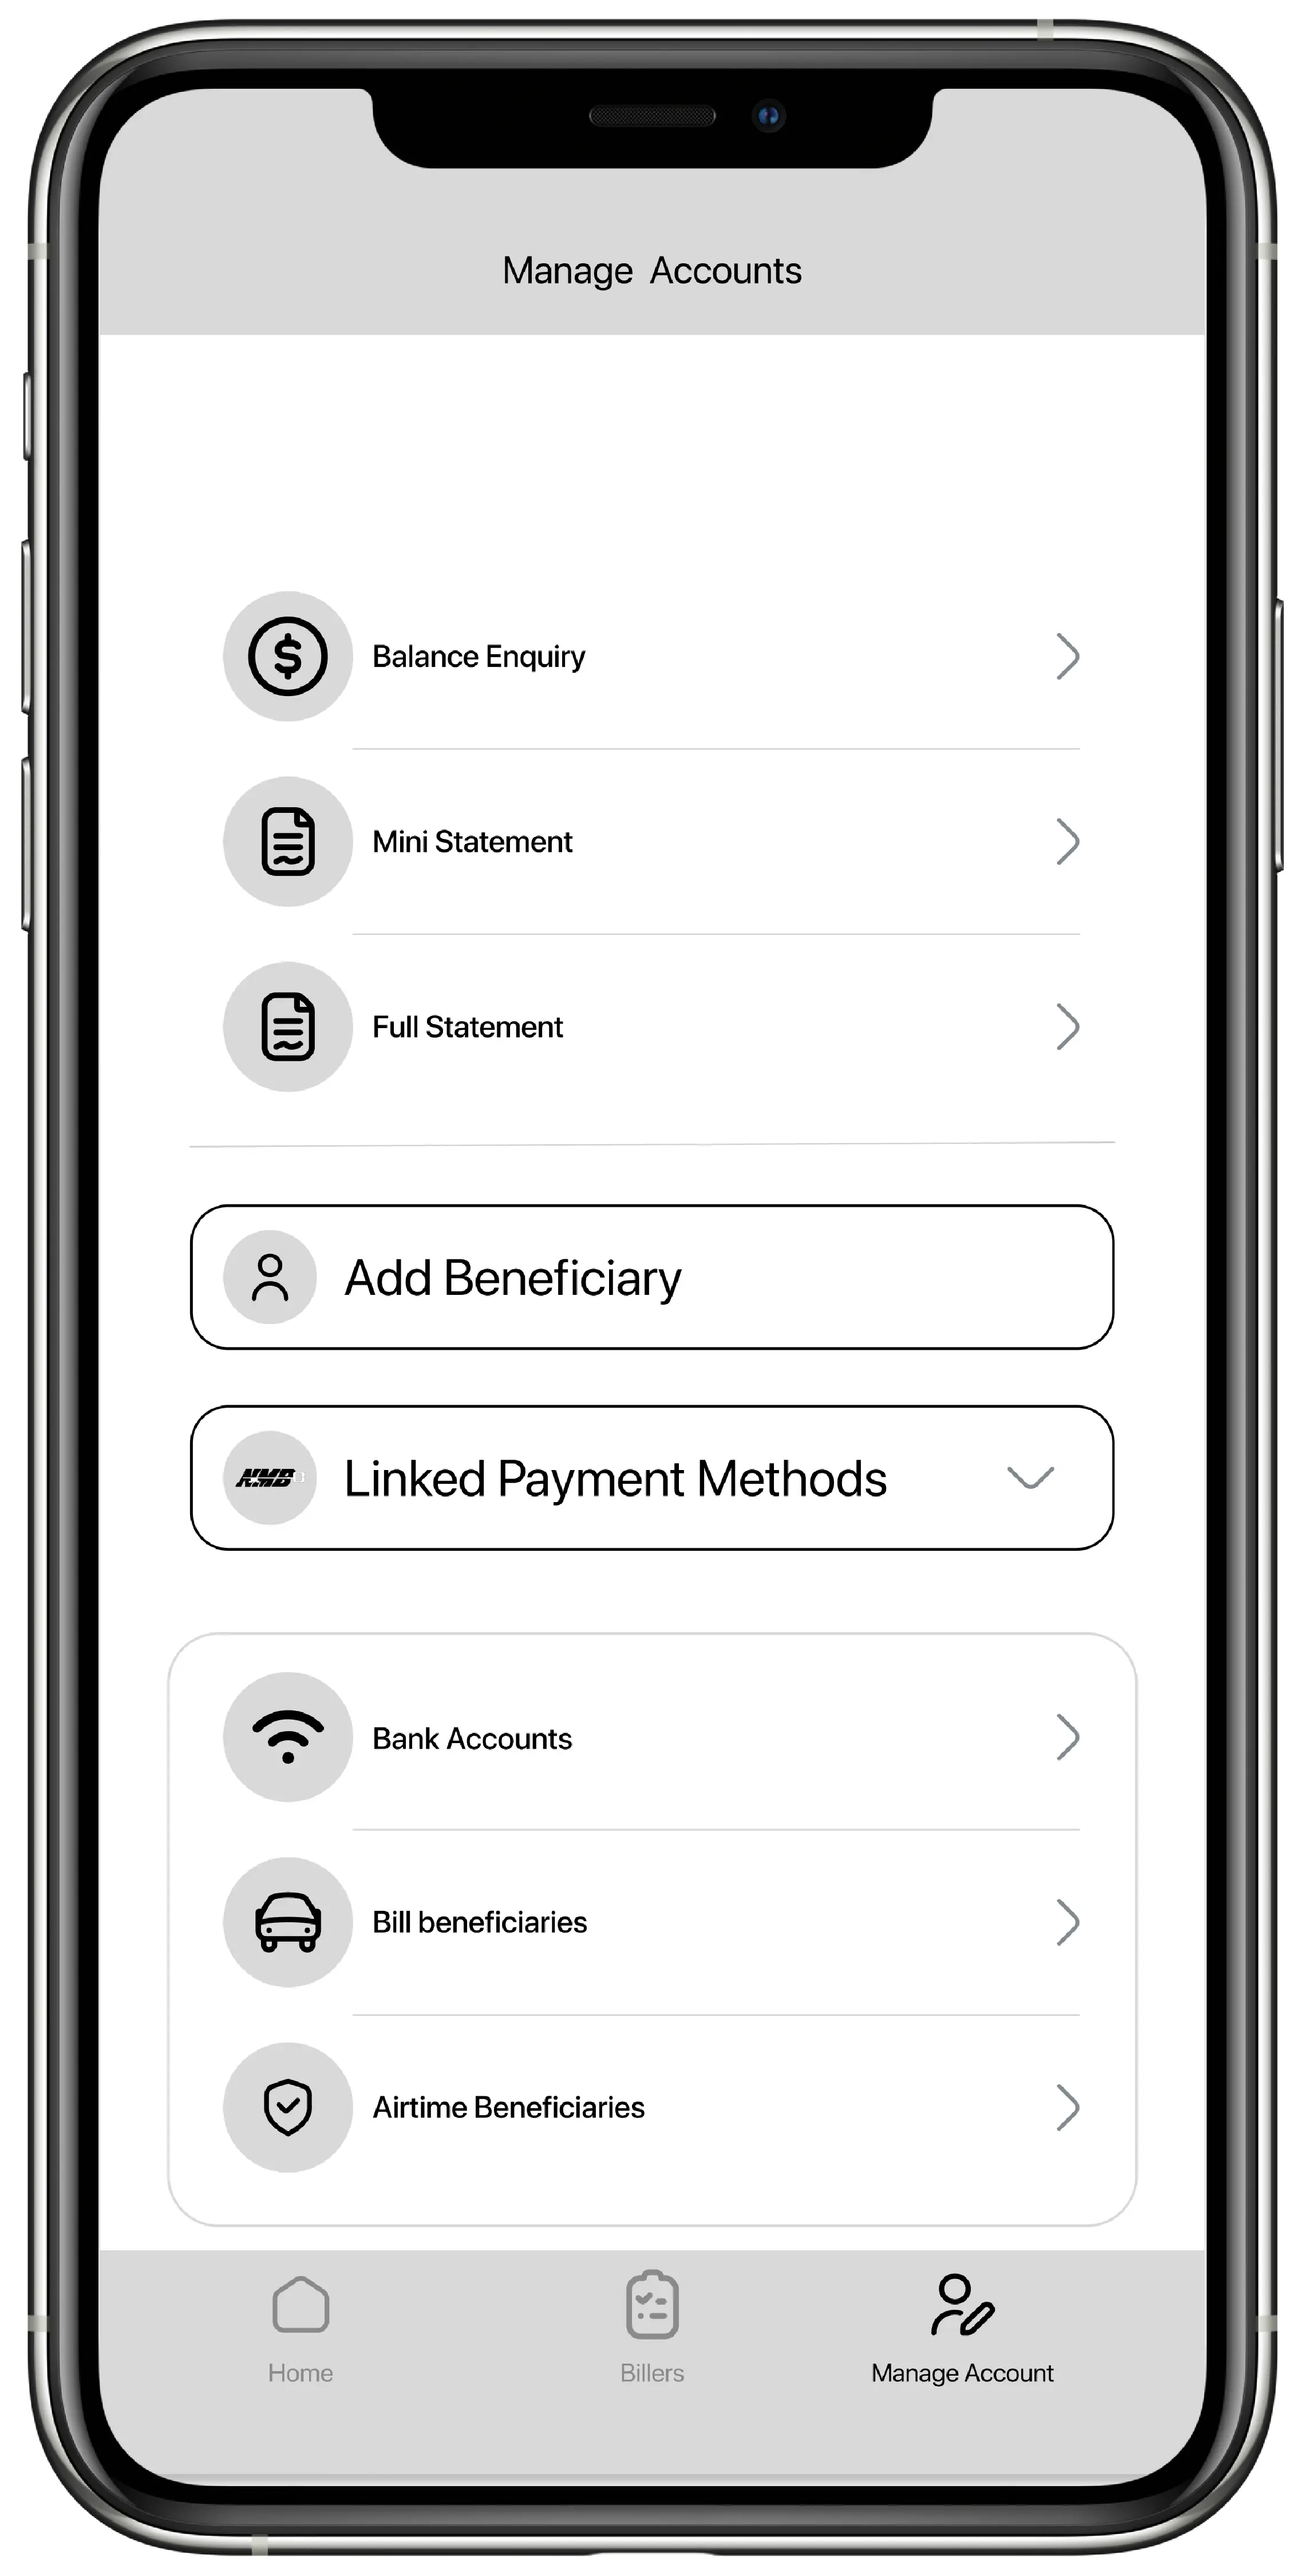 Manage Accounts
Balance Enquiry
Mini Statement
Full Statement
Add Beneficiary
Linked Payment Methods
Bank Accounts
Bill beneficiaries
Airtime Beneficiaries
Home
Billers
Manage Account